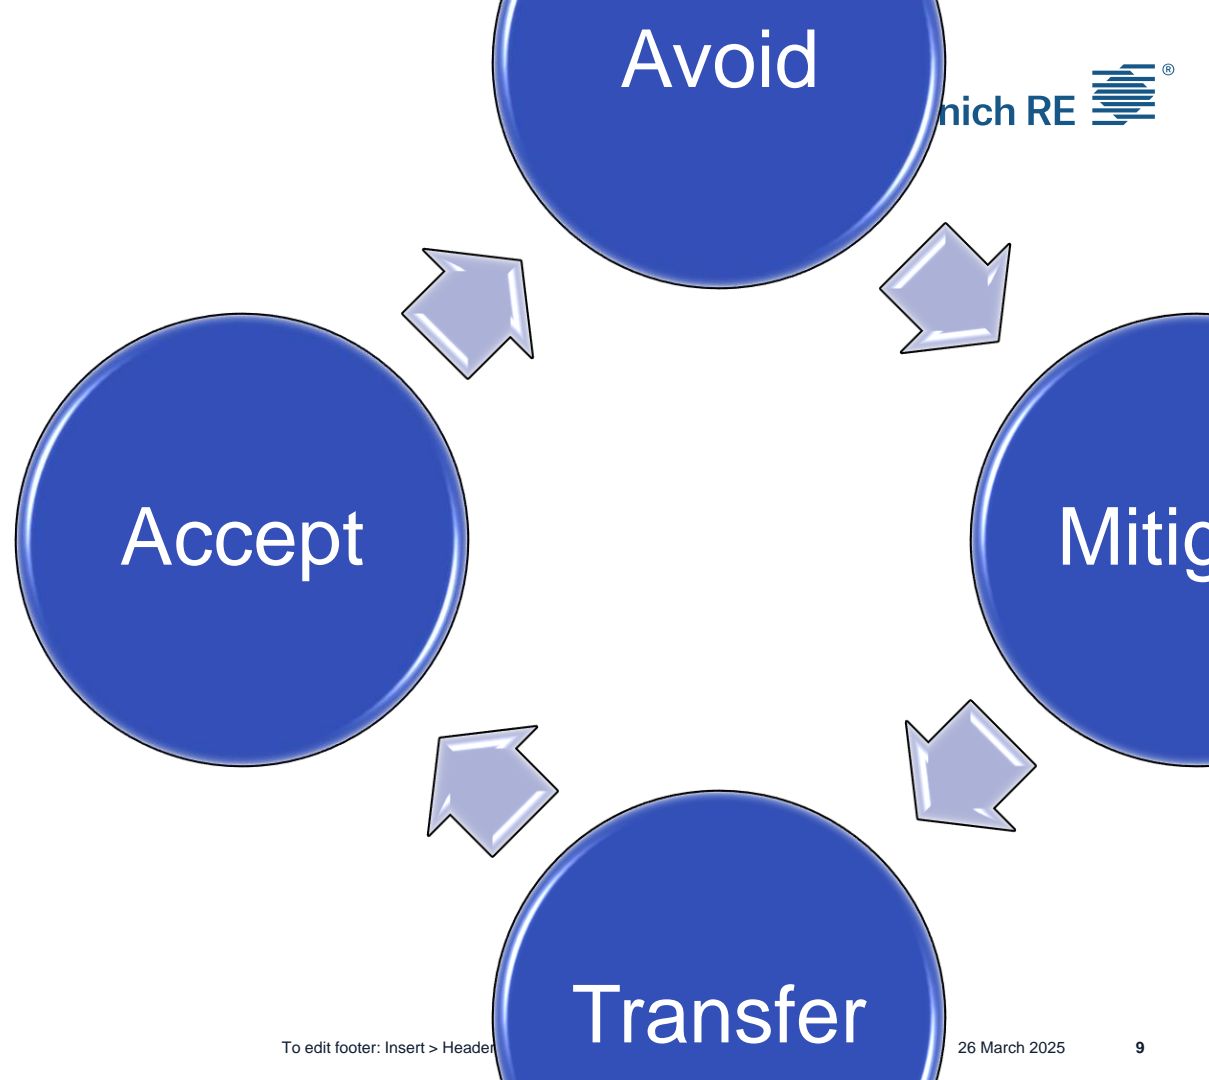 Avoid
nich RE ®
Accept
Mitig
Transfer
To edit footer: Insert > Header
26 March 2025
9